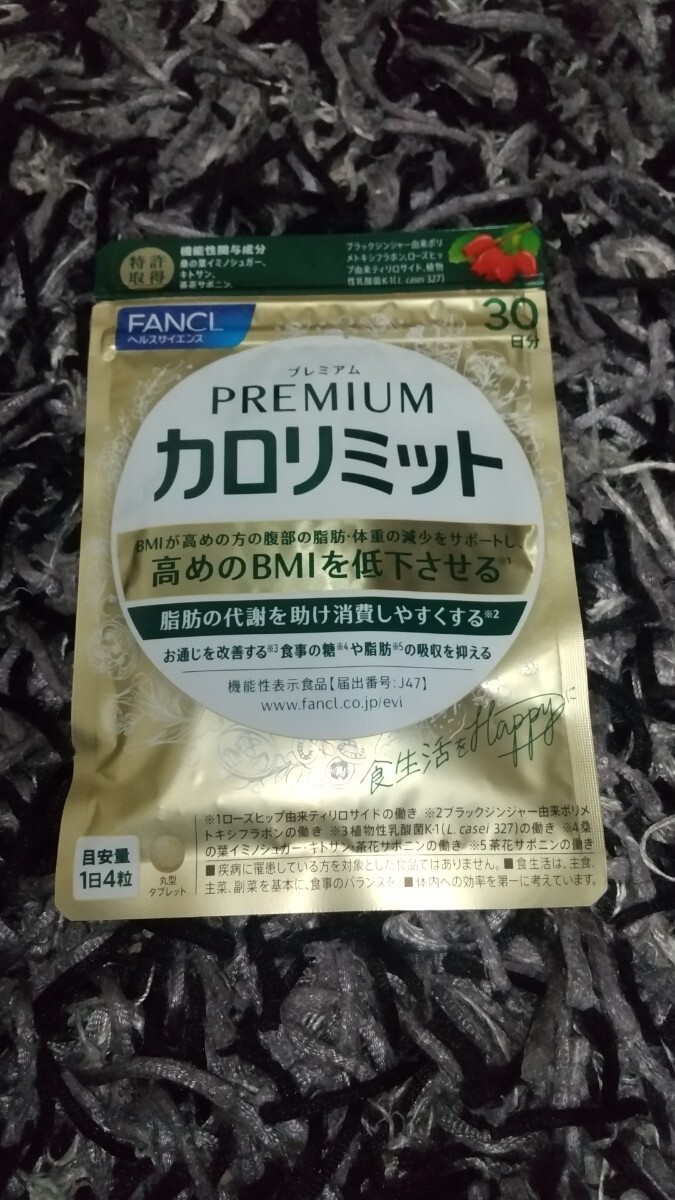 特許
取得
機能性関与成分
桑の葉イミノシュガー、
キトサン、
茶花サポニン、
ブラックジンジャー由来ポリ
メトキシフラボン、ローズヒッ
プ由来ティリロサイド、植物
性乳酸菌K-1(L. casei 327)
FANCL
ヘルスサイエンス
30
日分
プレミアム
PREMIUM
カロリミット
BMIが高めの方の腹部の脂肪・体重の減少をサポートし、
高めのBMIを低下させる※1
脂肪の代謝を助け消費しやすくする※2
お通じを改善する※3食事の糖※4や脂肪※5の吸収を抑える
機能性表示食品【届出番号:J47】
www.fancl.co.jp/evi
食生活をHappyに
※1ローズヒップ由来ティリロサイドの働き ※2ブラックジンジャー由来ポリメ
トキシフラボンの働き ※3植物性乳酸菌K-1(L. casei 327)の働き ※4桑
の葉イミノシュガー・キトサン・茶花サポニンの働き ※5茶花サポニンの働き
■疾病に罹患している方を対象とした食品ではありません。■食生活は、主食、
主菜、副菜を基本に、食事のバランスを。■体内への効率を第一に考えています。
目安量
1日4粒
丸型
タブレット